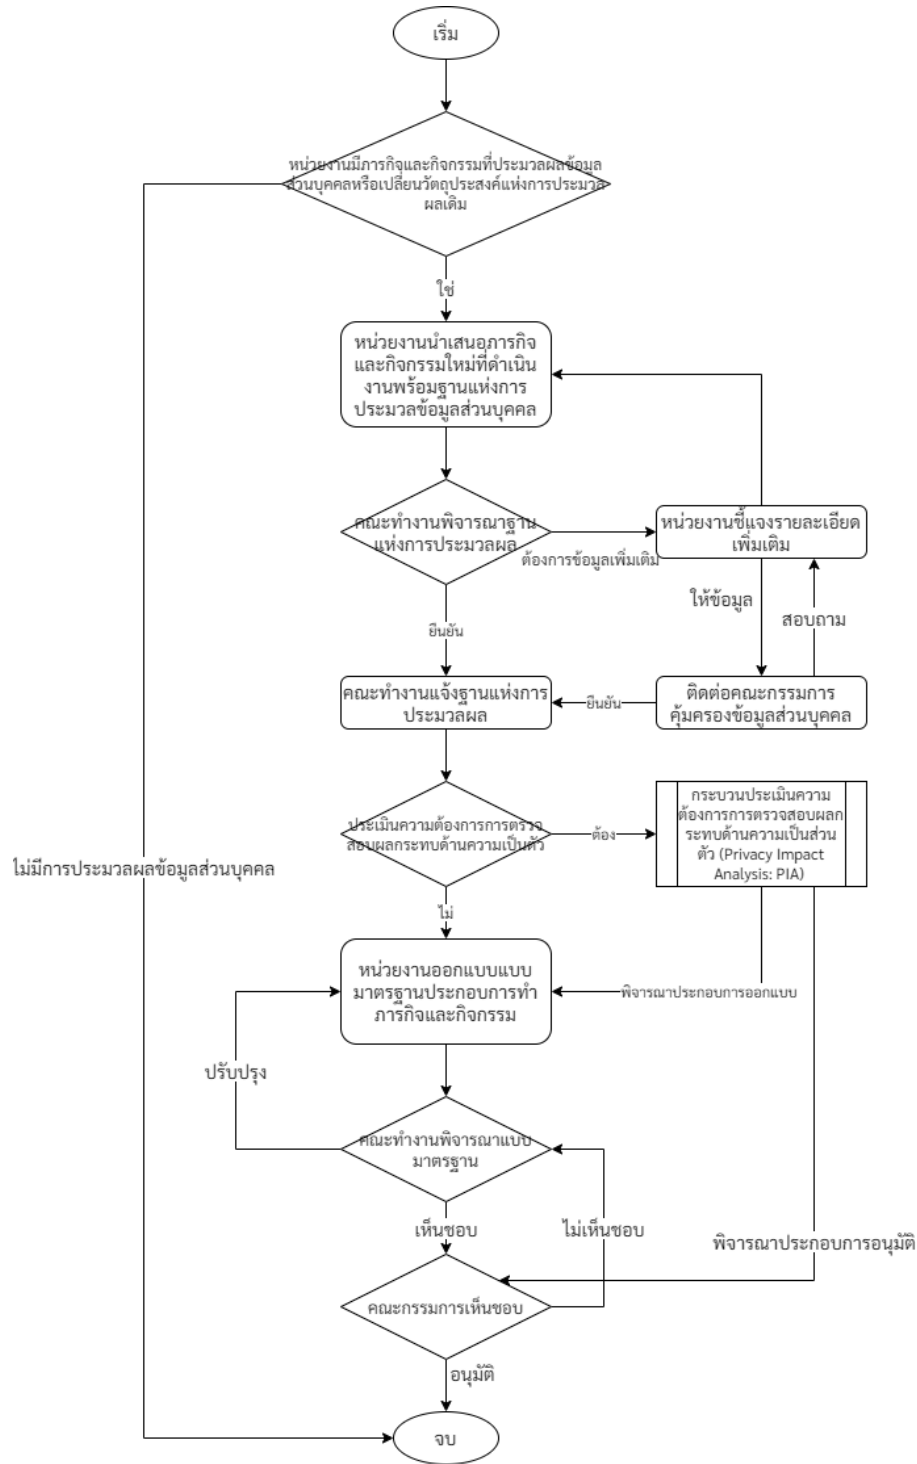 เริ่ม
หน่วยงานมีภารกิจและกิจกรรมที่ประมวลผลข้อมูล
ส่วนบุคคลหรือเปลี่ยนวัตถุประสงค์แห่งการประมวล
ผลเดิม
ใช่
หน่วยงานนำเสนอภารกิจ
และกิจกรรมใหม่ที่ดำเนิน
งานพร้อมฐานแห่งการ
ประมวลข้อมูลส่วนบุคคล
คณะทำงานพิจารณาฐาน
แห่งการประมวลผล
ต้องการข้อมูลเพิ่มเติม
หน่วยงานชี้แจงรายละเอียด
เพิ่มเติม
ให้ข้อมูล
สอบถาม
ยืนยัน
คณะทำงานแจ้งฐานแห่งการ
ประมวลผล
ยืนยัน
ติดต่อคณะกรรมการ
คุ้มครองข้อมูลส่วนบุคคล
ประเมินความต้องการการตรวจ
สอบผลกระทบด้านความเป็นตัว
ต้อง
กระบวนประเมินความ
ต้องการการตรวจสอบผลก
ระทบด้านความเป็นส่วน
ตัว (Privacy Impact
Analysis: PIA)
ไม่มีการประมวลผลข้อมูลส่วนบุคคล
ไม่
หน่วยงานออกแบบแบบ
มาตรฐานประกอบการทำ
ภารกิจและกิจกรรม
พิจารณาประกอบการออกแบบ
ปรับปรุง
คณะทำงานพิจารณาแบบ
มาตรฐาน
เห็นชอบ
ไม่เห็นชอบ
พิจารณาประกอบการอนุมัติ
คณะกรรมการเห็นชอบ
อนุมัติ
จบ